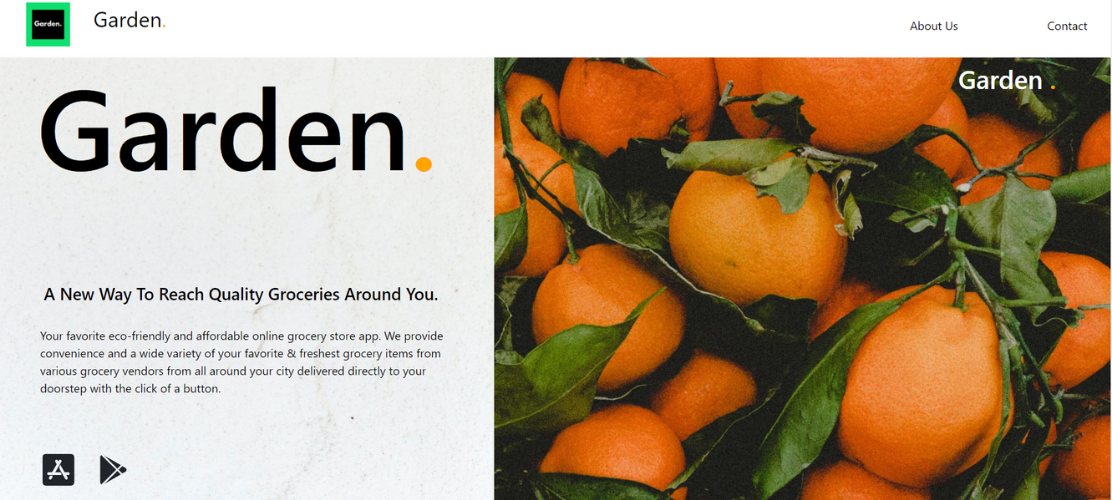 Garden.
Garden.
About Us
Contact
Garden .
Garden.
A New Way To Reach Quality Groceries Around You.
Your favorite eco-friendly and affordable online grocery store app. We provide
convenience and a wide variety of your favorite & freshest grocery items from
various grocery vendors from all around your city delivered directly to your
doorstep with the click of a button.